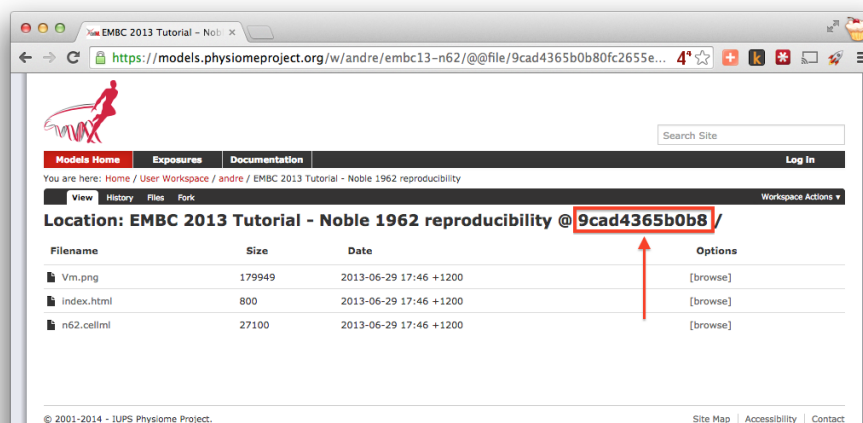 EMBC 2013 Tutorial – Nobl
https://models.physiomeproject.org/w/andre/embc13-n62/@@file/9cad4365b0b80fc2655e...
Search Site
Models Home Exposures Documentation Log In
You are here: Home / User Workspace / andre / EMBC 2013 Tutorial - Noble 1962 reproducibility
View History Files Fork Workspace Actions ▾
Location: EMBC 2013 Tutorial - Noble 1962 reproducibility @ 9cad4365b0b8 /
Filename Size Date Options
Vm.png 179949 2013-06-29 17:46 +1200 [browse]
index.html 800 2013-06-29 17:46 +1200 [browse]
n62.cellml 27100 2013-06-29 17:46 +1200 [browse]
© 2001-2014 - IUPS Physiome Project. Site Map Accessibility Contact